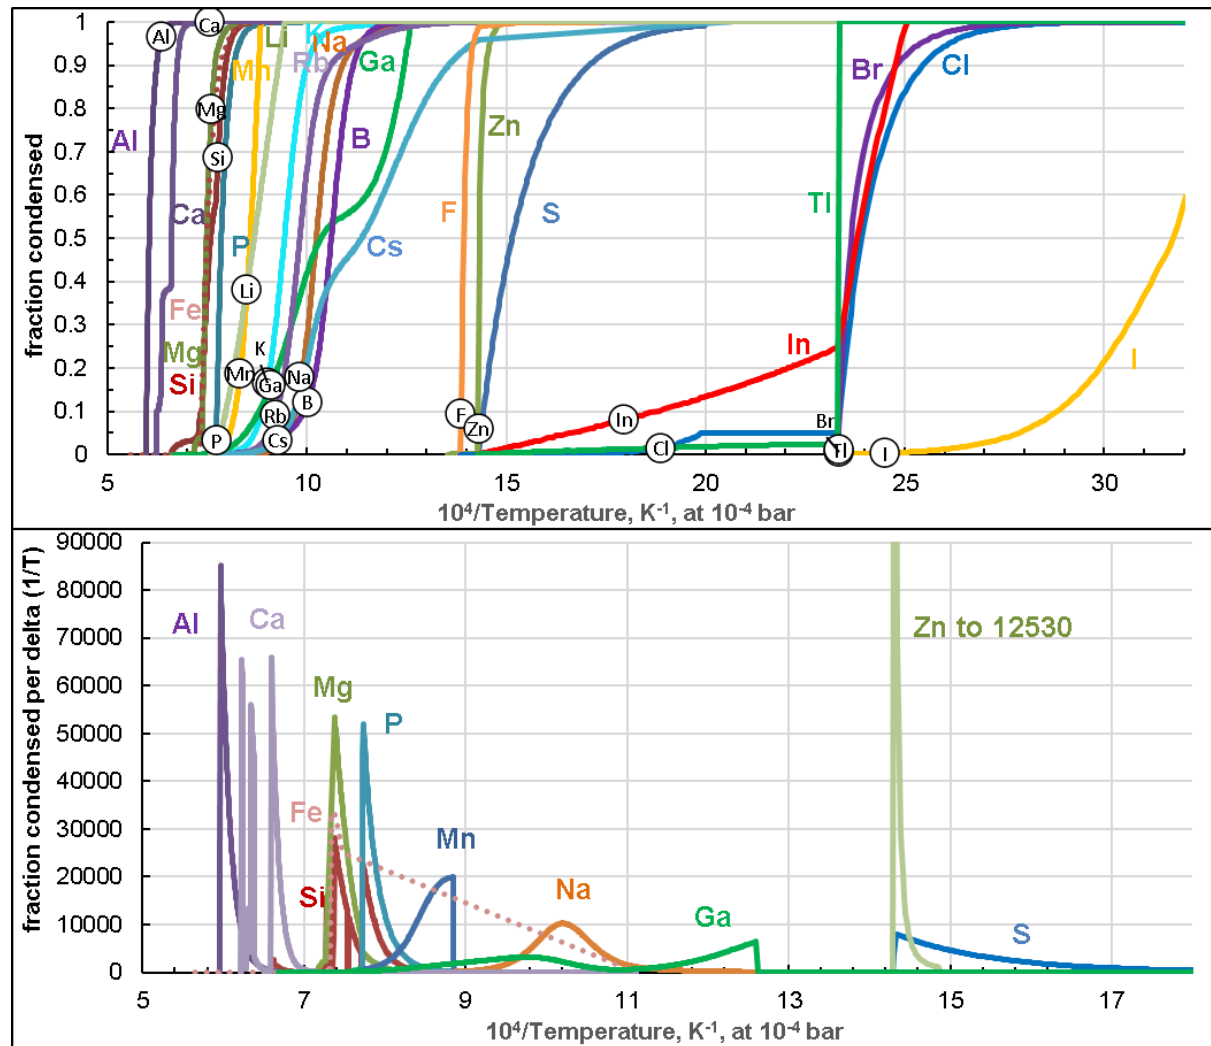 fraction condensed
1
0.9
0.8
0.7
0.6
0.5
0.4
0.3
0.2
0.1
0
Al
Ca
Li
K
Na
Mn
Rb
Ga
Br
Cl
Al
Mg
Si
Zn
Al
B
Ca
P
F
S
Tl
Cs
Fe
Li
Mg
Si
K
Mn
Ga
Na
In
I
Rb
B
F
In
Br
P
Cs
Zn
Cl
Tl
I
5 10 15 20 25 30
10⁴/Temperature, K⁻¹, at 10⁻⁴ bar
fraction condensed per delta (1/T)
90000
80000
70000
60000
50000
40000
30000
20000
10000
0
Al
Ca
Zn to 12530
Mg
P
Fe
Mn
Si
Na
Ga
S
5 7 9 11 13 15 17
10⁴/Temperature, K⁻¹, at 10⁻⁴ bar